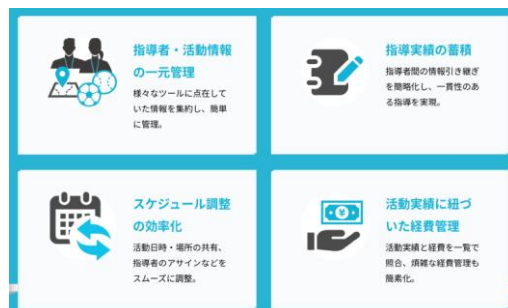 指導者・活動情報
の一元管理
様々なツールに点在して
いた情報を集約し、簡単
に管理。
指導実績の蓄積
指導者間の情報引き継ぎ
を簡略化し、一貫性のあ
る指導を実現。
スケジュール調整
の効率化
活動日時・場所の共有、
指導者のアサインなどを
スムーズに調整。
活動実績に紐づ
いた経費管理
活動実績と経費を一覧で
照合、煩雑な経費管理も
簡素化。